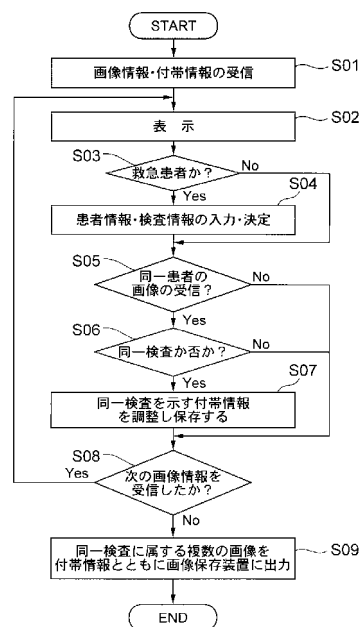 START
S01
画像情報・付帯情報の受信
S02
表 示
S03
救急患者か？
No
S04
Yes
患者情報・検査情報の入力・決定
S05
同一患者の
画像の受信？
No
Yes
S06
同一検査か否か？
No
Yes
S07
同一検査を示す付帯情報
を調整し保存する
S08
Yes
次の画像情報を
受信したか？
No
同一検査に属する複数の画像を
付帯情報とともに画像保存装置に出力
S09
END